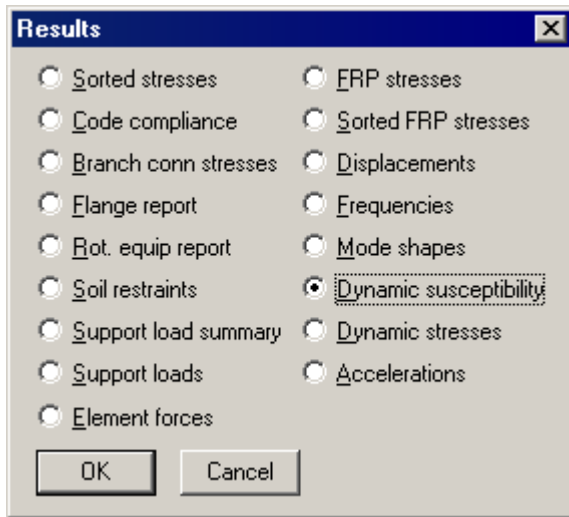 Results
Sorted stresses
Code compliance
Branch conn stresses
Flange report
Rot. equip report
Soil restraints
Support load summary
Support loads
Element forces
FRP stresses
Sorted FRP stresses
Displacements
Frequencies
Mode shapes
Dynamic susceptibility
Dynamic stresses
Accelerations
OK
Cancel